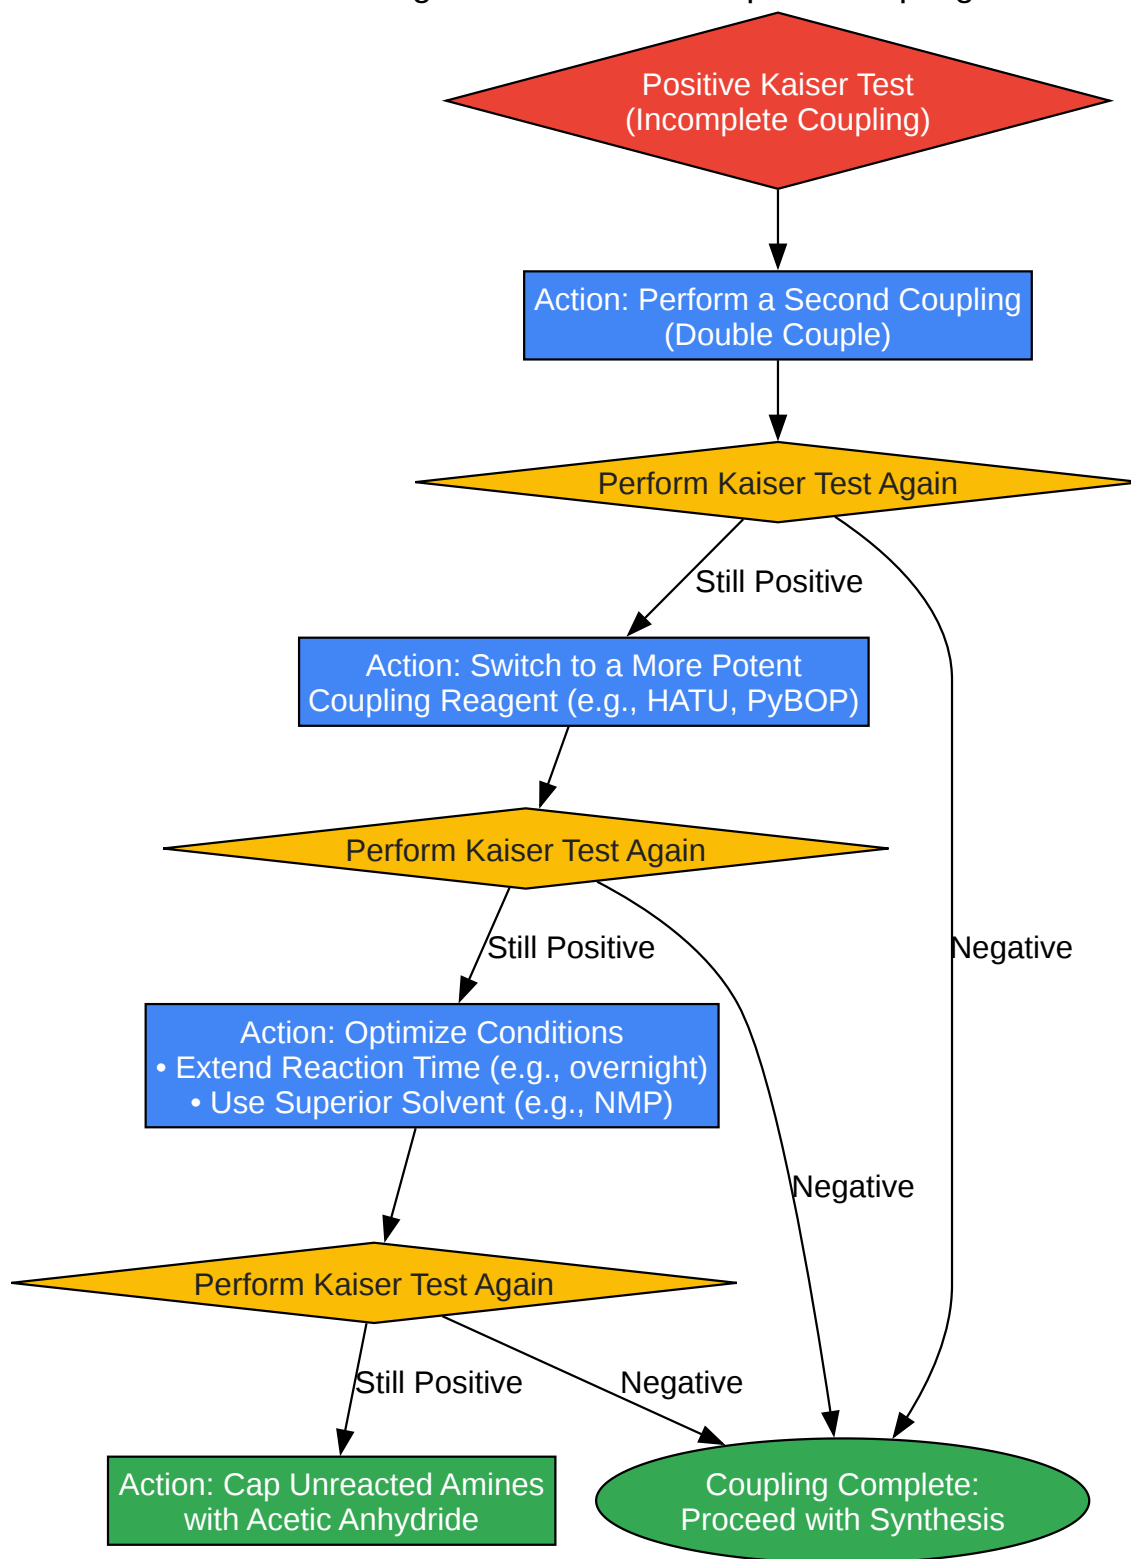 Positive Kaiser Test
(Incomplete Coupling)
Action: Perform a Second Coupling
(Double Couple)
Perform Kaiser Test Again
Still Positive
Action: Switch to a More Potent
Coupling Reagent (e.g., HATU, PyBOP)
Perform Kaiser Test Again
Still Positive
Negative
Action: Optimize Conditions
• Extend Reaction Time (e.g., overnight)
• Use Superior Solvent (e.g., NMP)
Negative
Perform Kaiser Test Again
Still Positive
Negative
Action: Cap Unreacted Amines
with Acetic Anhydride
Coupling Complete:
Proceed with Synthesis